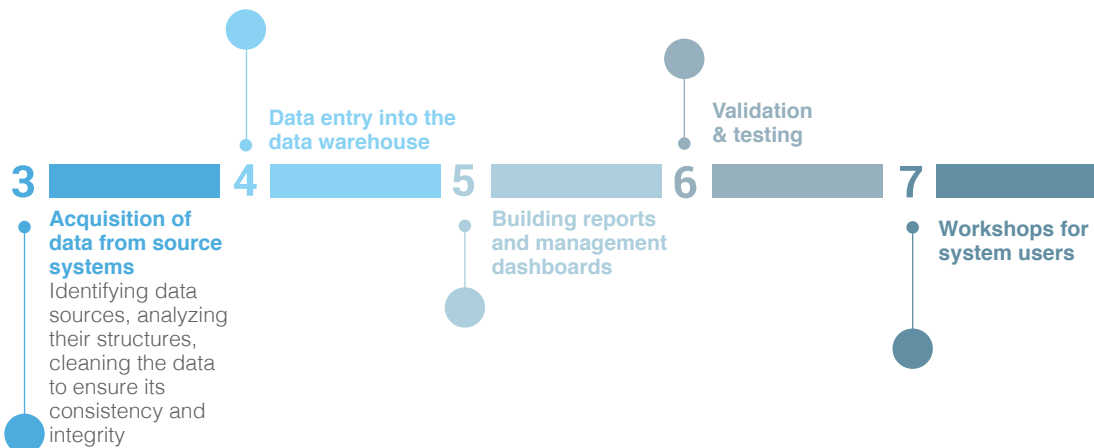 3
Acquisition of
data from source
systems
Identifying data
sources, analyzing
their structures,
cleaning the data
to ensure its
consistency and
integrity
4
Data entry into the
data warehouse
5
Building reports
and management
dashboards
6
Validation
& testing
7
Workshops for
system users